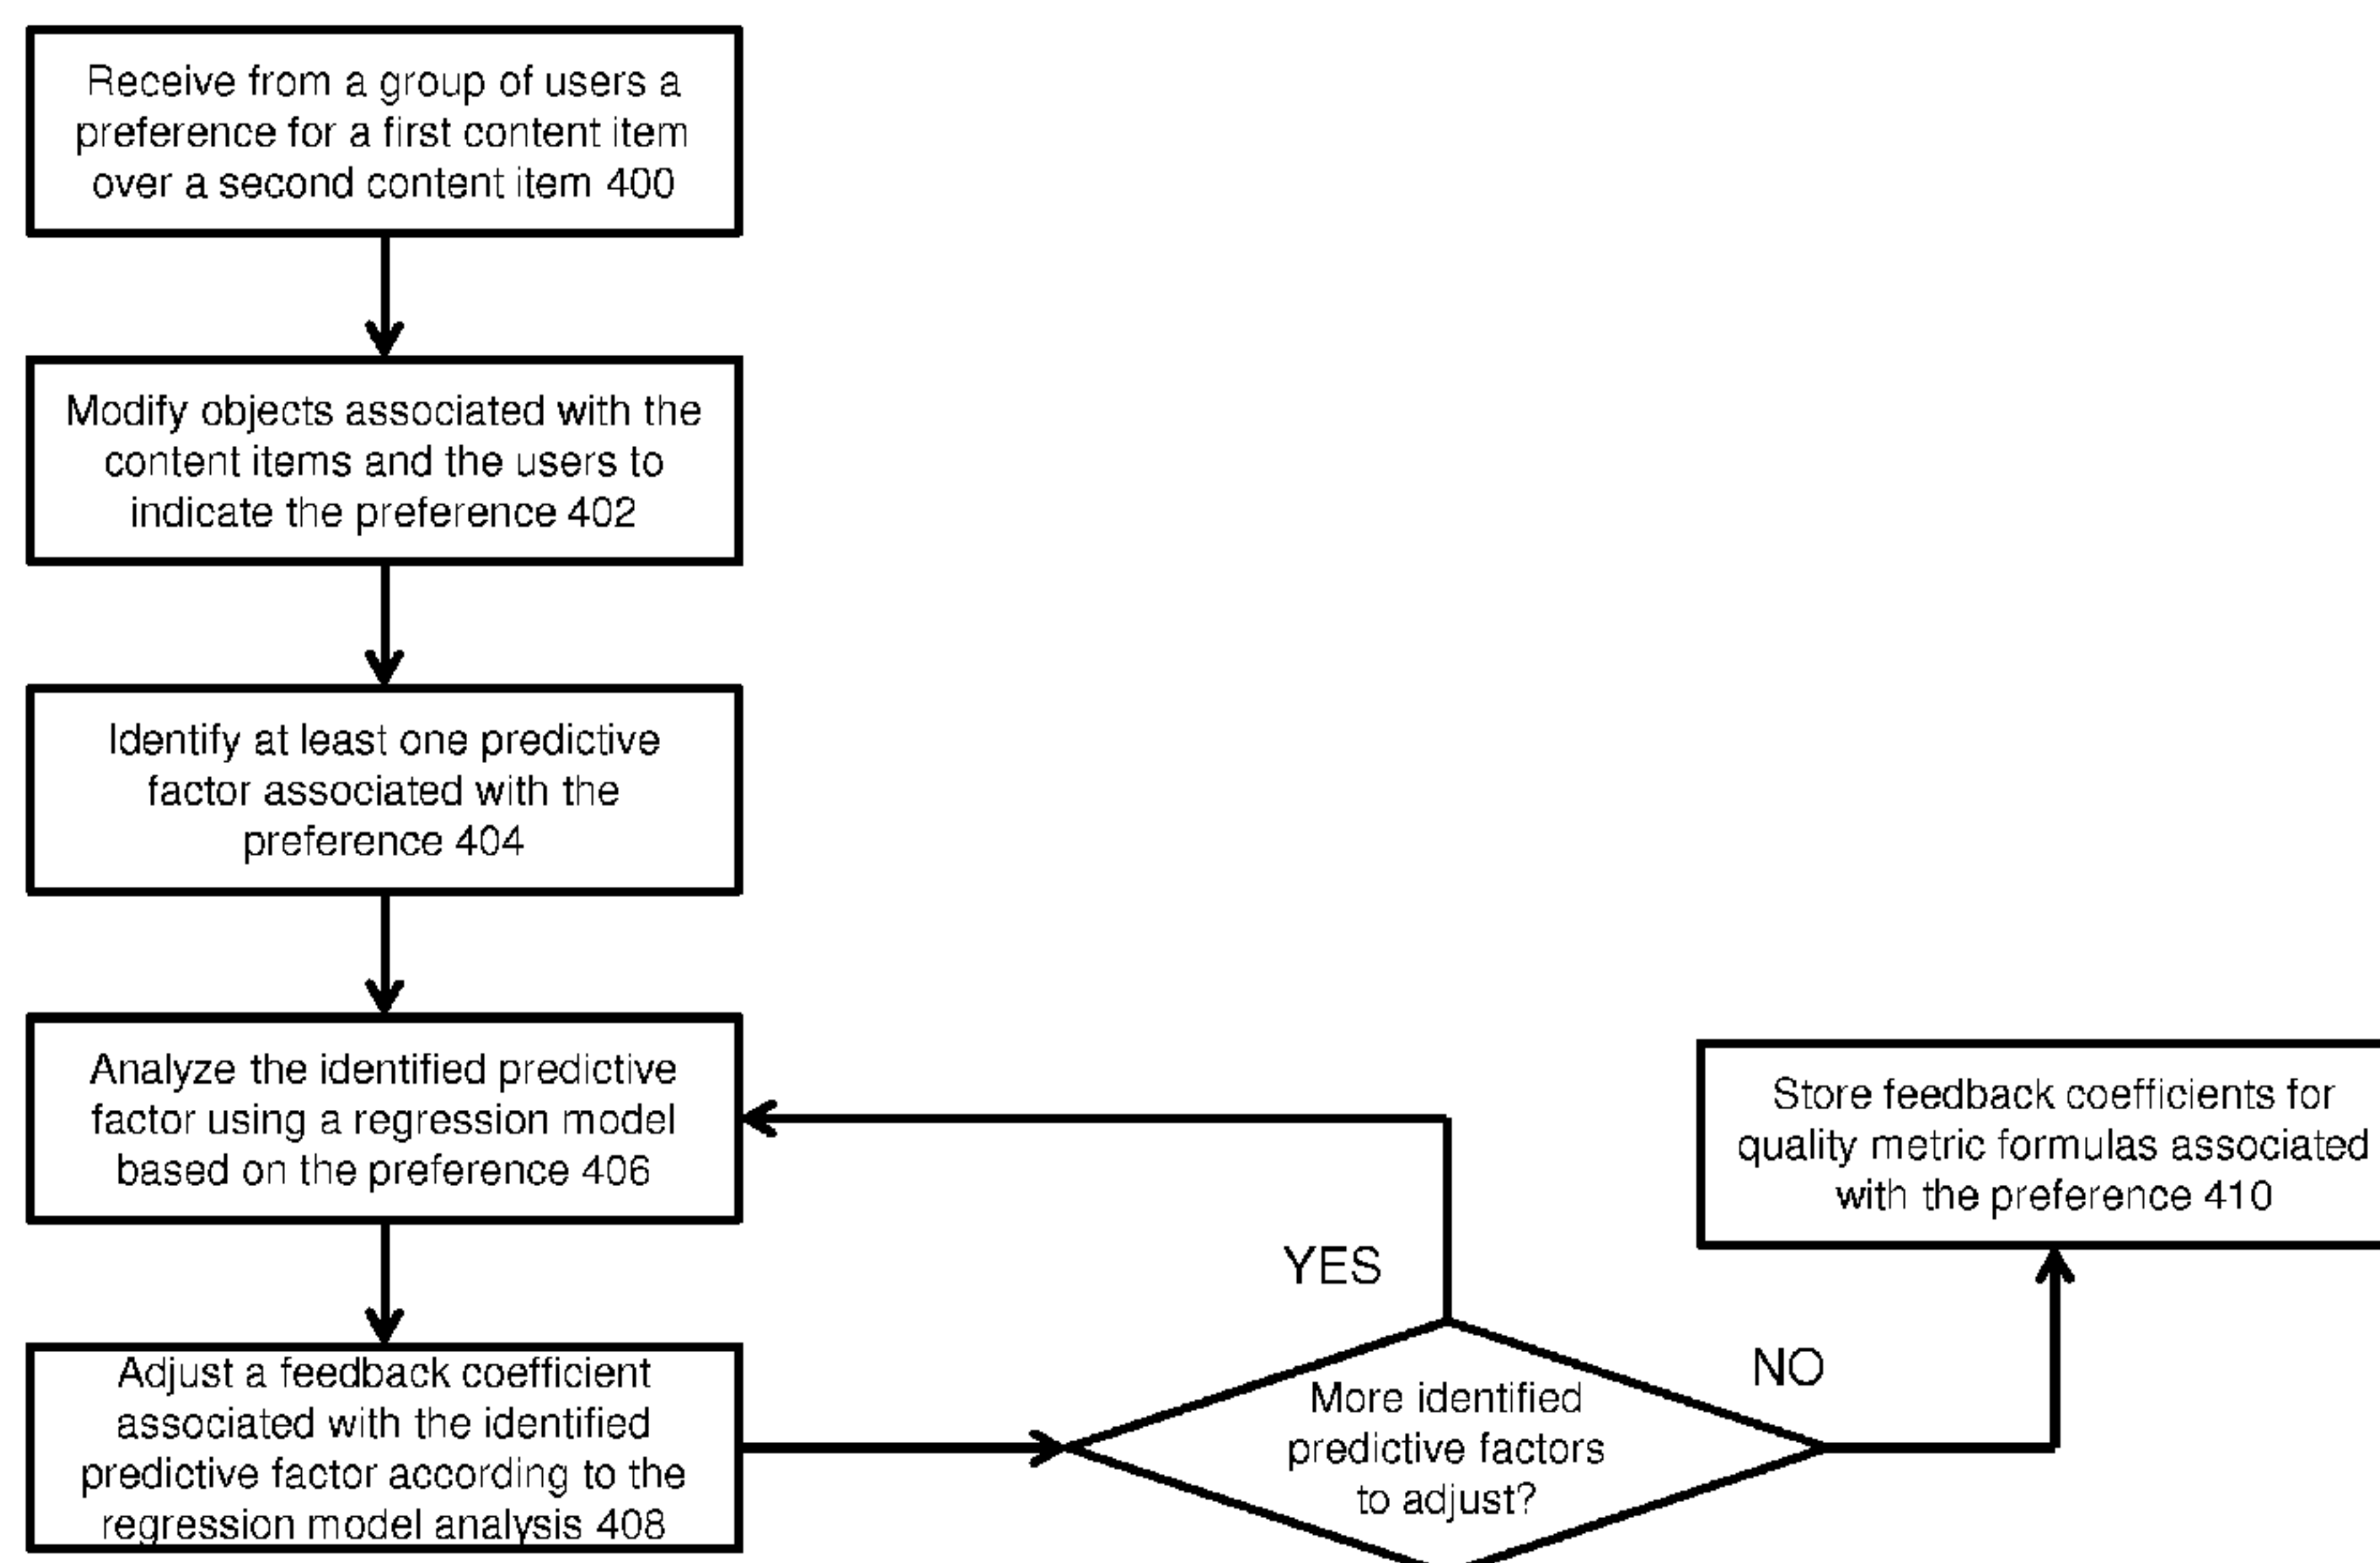 Receive from a group of users a
preference for a first content item
over a second content item 400
Modify objects associated with the
content items and the users to
indicate the preference 402
Identify at least one predictive
factor associated with the
preference 404
Analyze the identified predictive
factor using a regression model
based on the preference 406
Adjust a feedback coefficient
associated with the identified
predictive factor according to the
regression model analysis 408
YES
More identified
predictive factors
to adjust?
NO
Store feedback coefficients for
quality metric formulas associated
with the preference 410